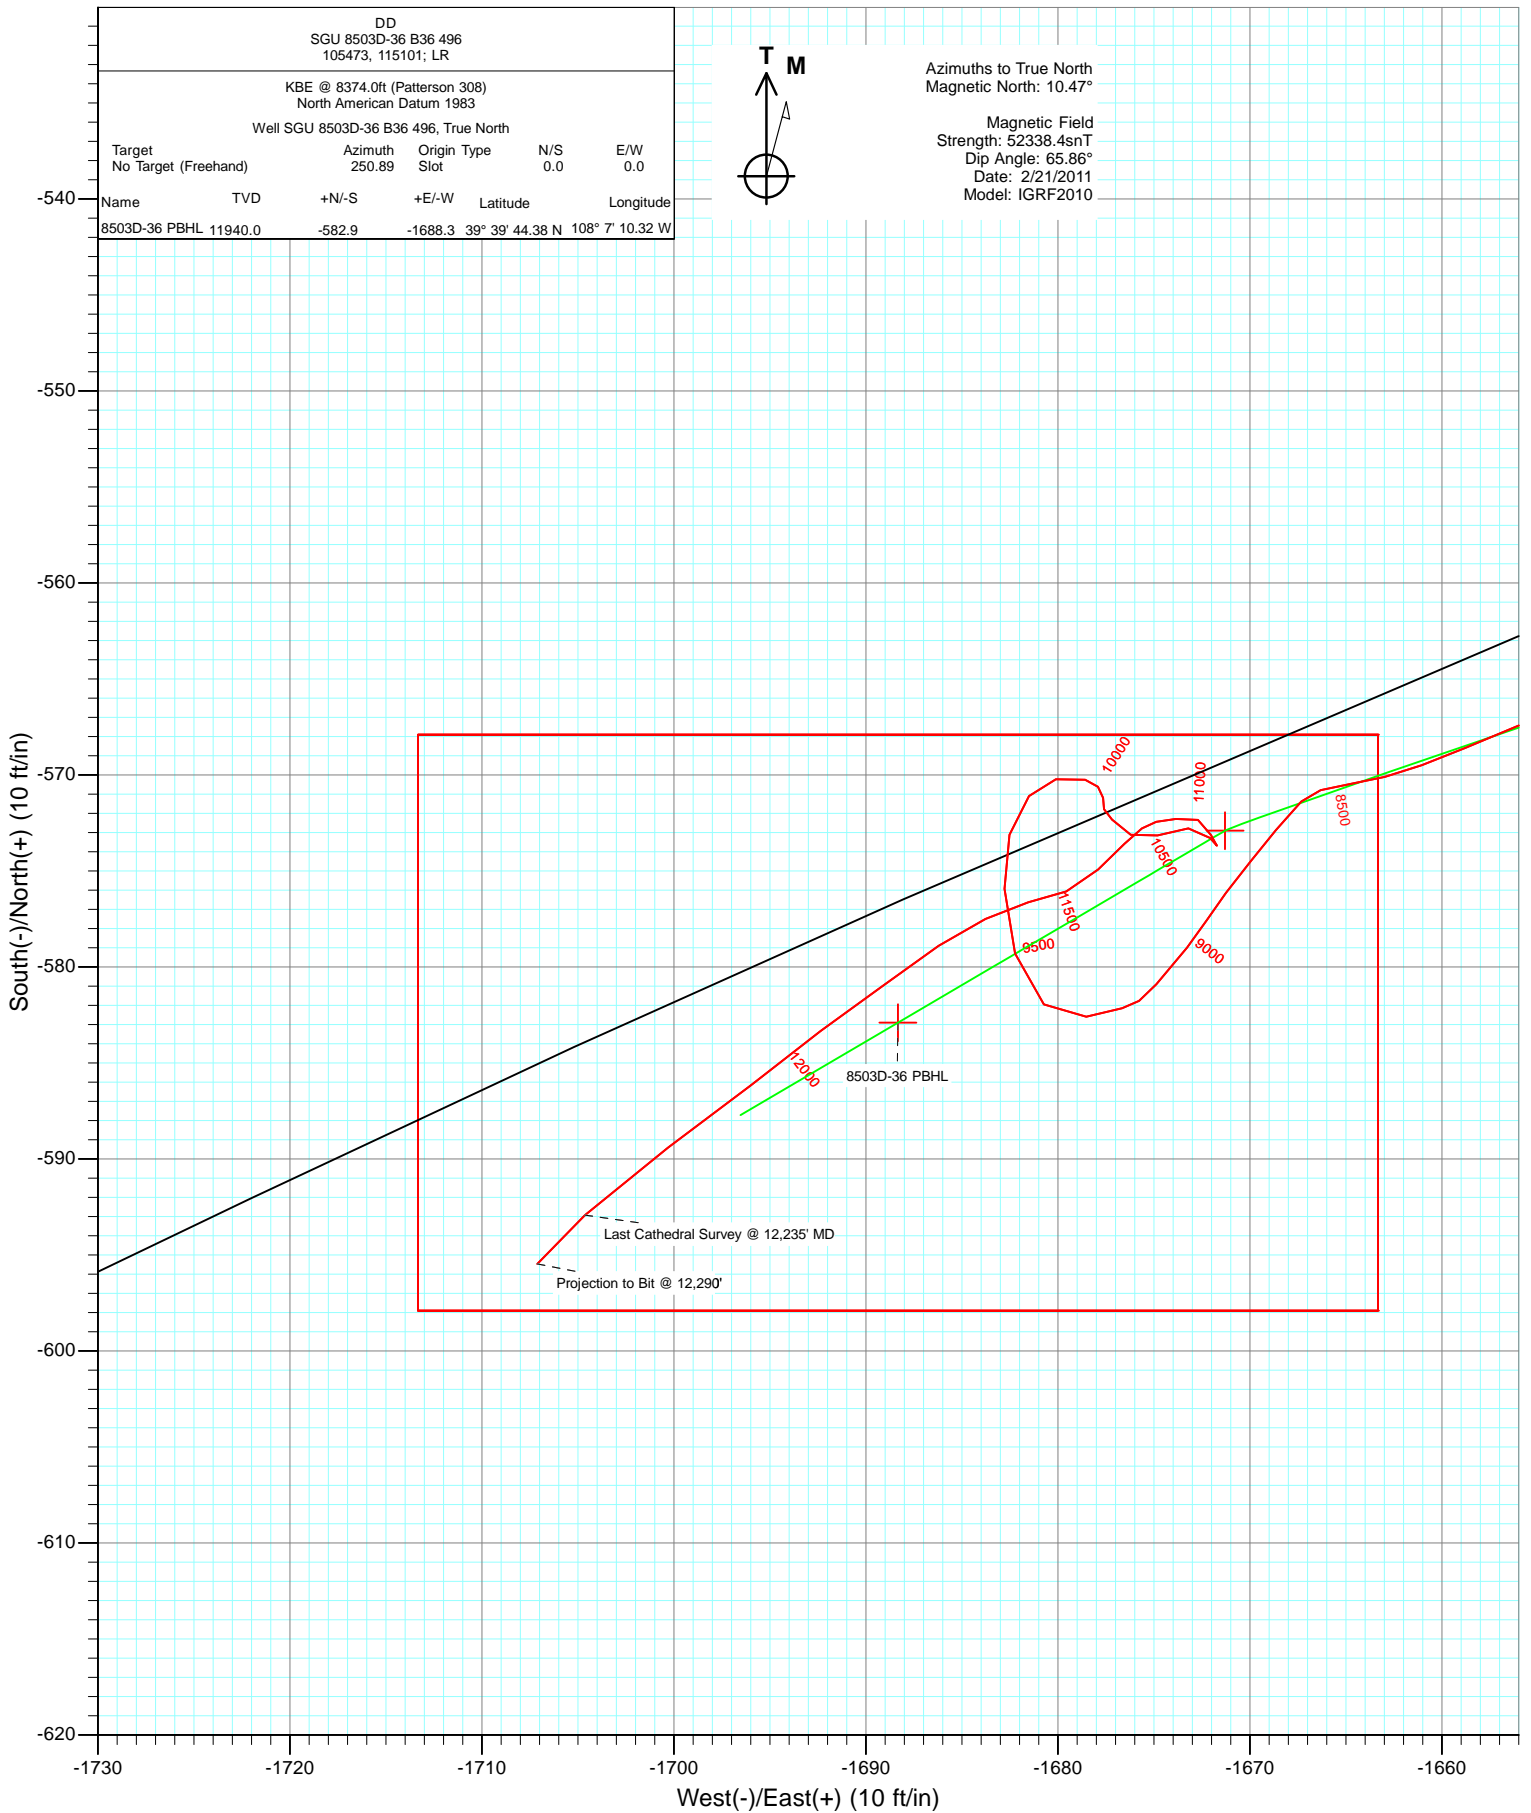 DD
SGU 8503D-36 B36 496
105473, 115101; LR
KBE @ 8374.0ft (Patterson 308)
North American Datum 1983
Well SGU 8503D-36 B36 496, True North
Target Azimuth Origin Type N/S E/W
No Target (Freehand) 250.89 Slot 0.0 0.0
Name TVD +N/-S +E/-W Latitude Longitude
8503D-36 PBHL 11940.0 -582.9 -1688.3 39° 39' 44.38 N 108° 7' 10.32 W
T M
Azimuths to True North
Magnetic North: 10.47°
Magnetic Field
Strength: 52338.4snT
Dip Angle: 65.86°
Date: 2/21/2011
Model: IGRF2010
-540
-550
-560
-570
-580
-590
-600
-610
-620
South(-)/North(+) (10 ft/in)
10000
11000
8500
10500
11500
9500
9000
12000
8503D-36 PBHL
Last Cathedral Survey @ 12,235' MD
Projection to Bit @ 12,290'
-1730 -1720 -1710 -1700 -1690 -1680 -1670 -1660
West(-)/East(+) (10 ft/in)